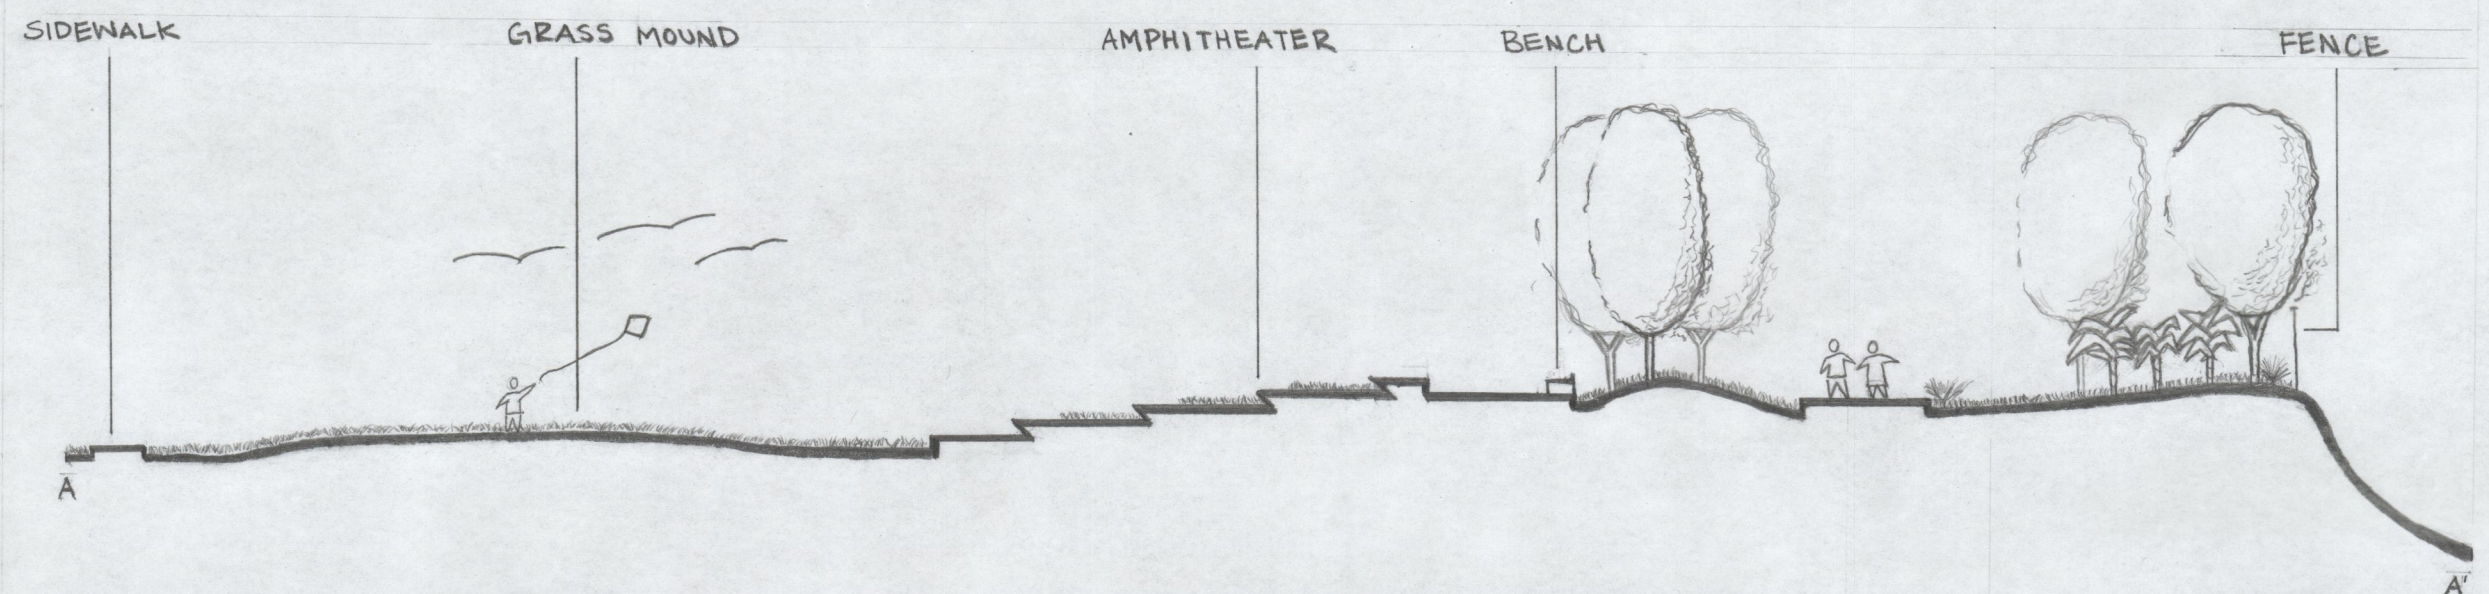 SIDEWALK
GRASS MOUND
AMPHITHEATER
BENCH
FENCE
A
A'